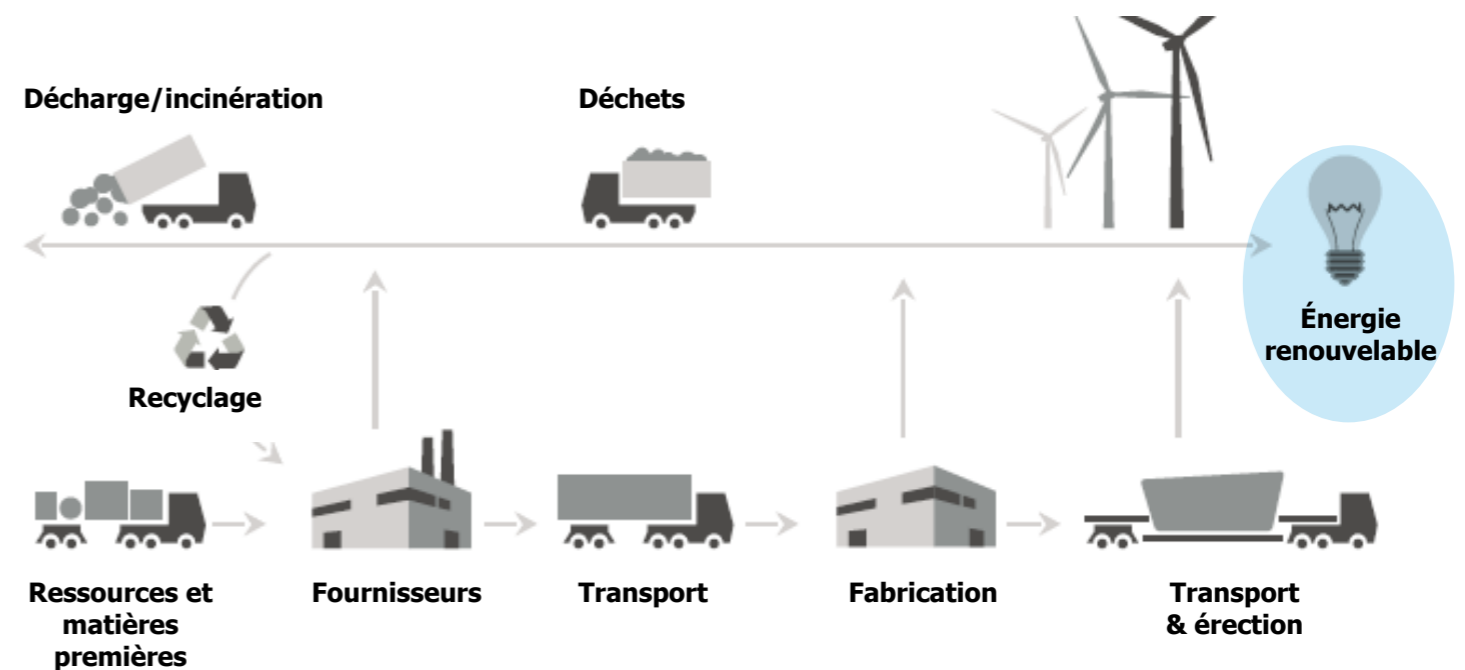 Décharge/incinération
Déchets
Énergie
renouvelable
Recyclage
Ressources et
matières
premières
Fournisseurs
Transport
Fabrication
Transport
& érection